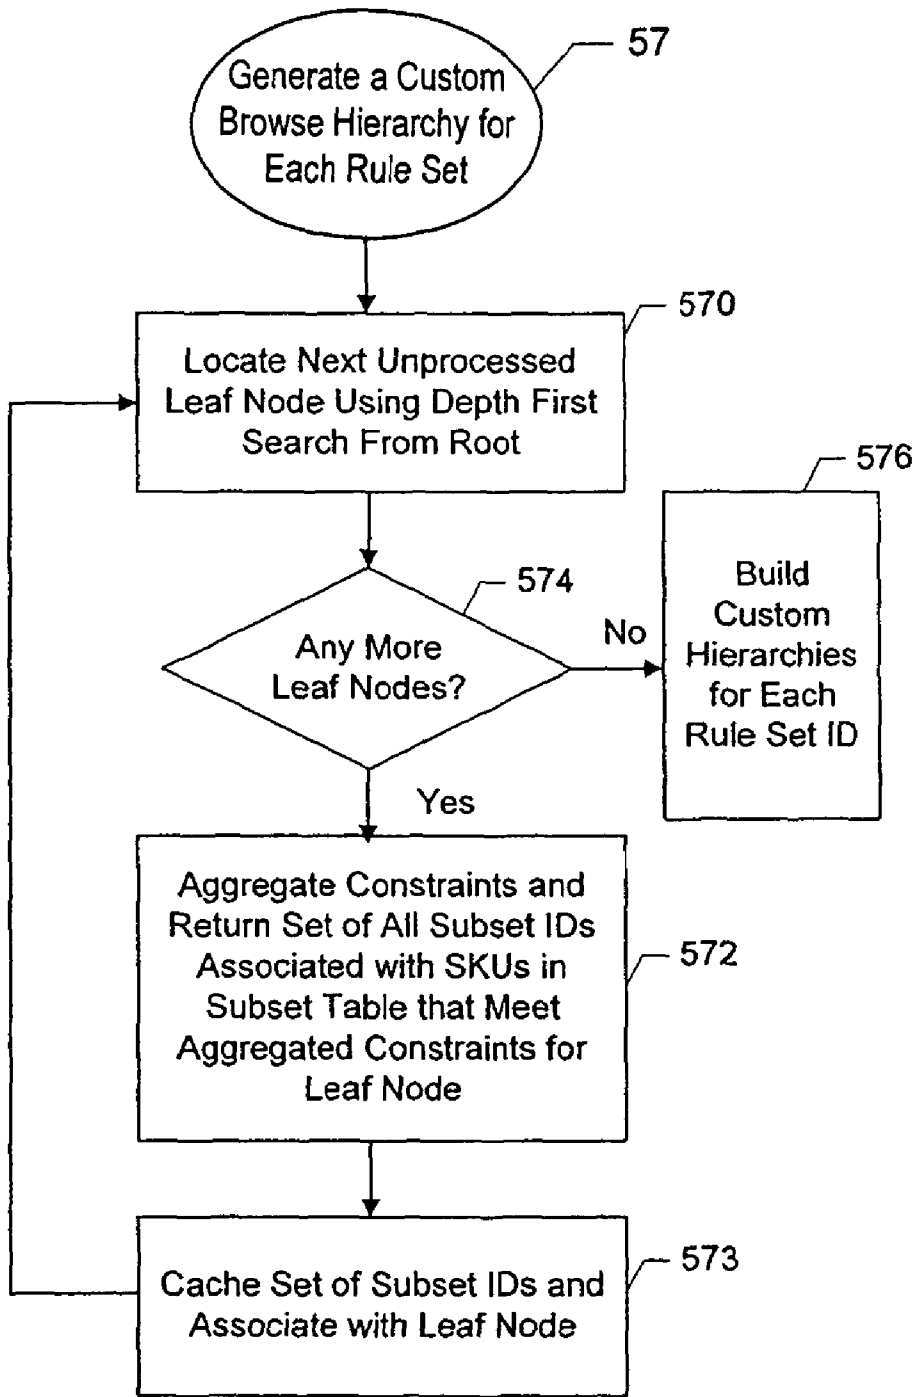 57
Generate a Custom
Browse Hierarchy for
Each Rule Set
570
Locate Next Unprocessed
Leaf Node Using Depth First
Search From Root
576
Build
Custom
Hierarchies
for Each
Rule Set ID
574
Any More
Leaf Nodes?
No
Yes
Aggregate Constraints and
Return Set of All Subset IDs
Associated with SKUs in
Subset Table that Meet
Aggregated Constraints for
Leaf Node
572
573
Cache Set of Subset IDs and
Associate with Leaf Node